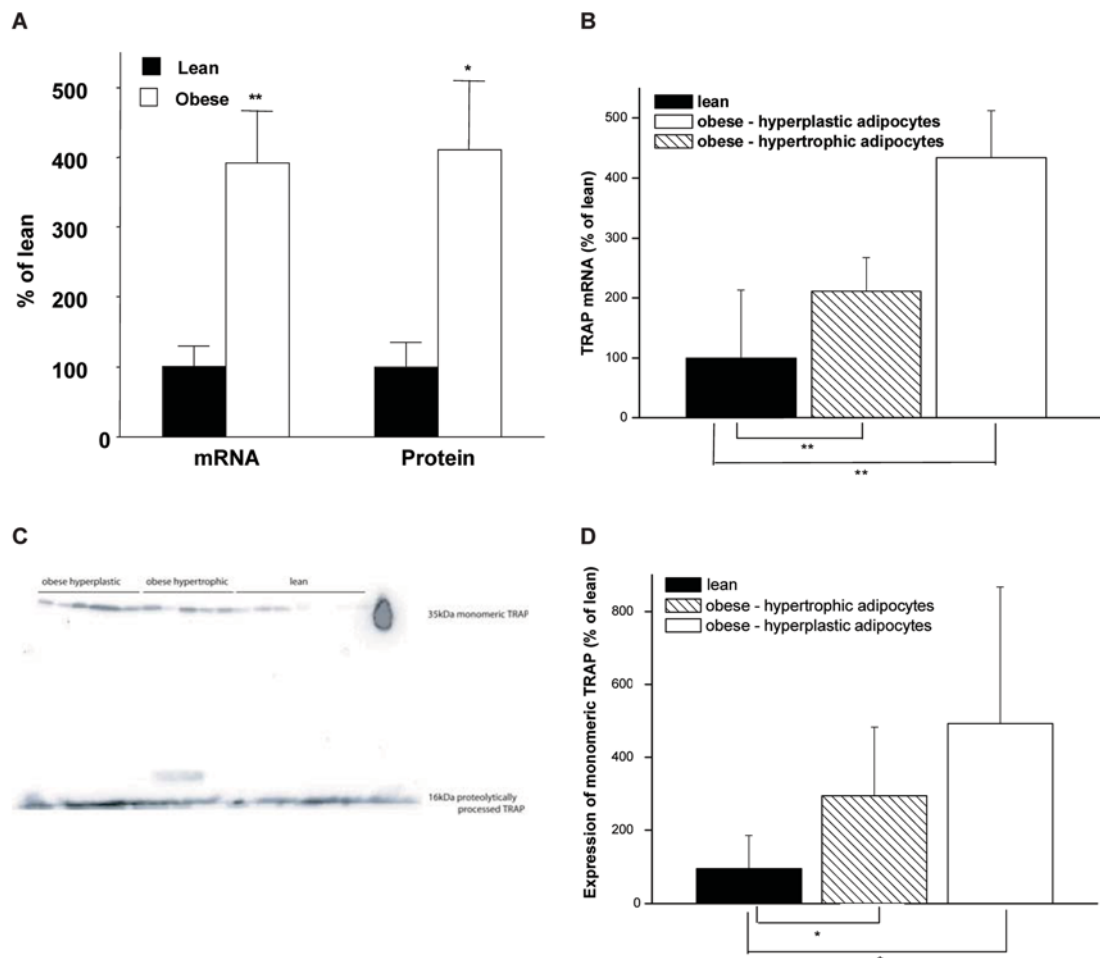 A
Lean
Obese
500
400
300
200
100
0
% of lean
**
*
mRNA
Protein
B
lean
obese - hyperplastic adipocytes
obese - hypertrophic adipocytes
500
400
300
200
100
0
TRAP mRNA (% of lean)
**
**
C
obese hyperplastic
obese hypertrophic
lean
35kDa monomeric TRAP
16kDa proteolytically
processed TRAP
D
lean
obese - hypertrophic adipocytes
obese - hyperplastic adipocytes
800
600
400
200
0
Expression of monomeric TRAP (% of lean)
*